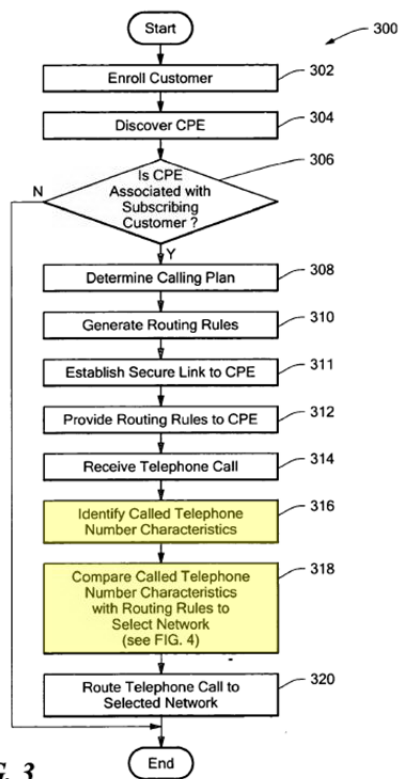 Start
300
Enroll Customer
302
Discover CPE
304
306
Is CPE
Associated with
Subscribing
Customer ?
N
Y
Determine Calling Plan
308
Generate Routing Rules
310
Establish Secure Link to CPE
311
Provide Routing Rules to CPE
312
Receive Telephone Call
314
Identify Called Telephone
Number Characteristics
316
Compare Called Telephone
Number Characteristics
with Routing Rules to
Select Network
(see FIG. 4)
318
Route Telephone Call to
Selected Network
320
End
3